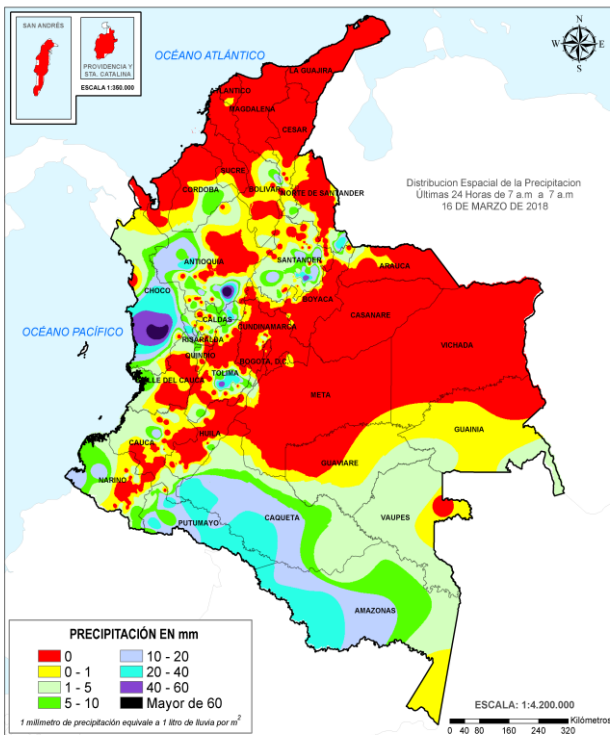 SAN ANDRÉS
PROVIDENCIA Y
STA. CATALINA
ESCALA 1:350.000
OCÉANO ATLÁNTICO
N
W
E
S
LA GUAJIRA
ATLANTICO
MAGDALENA
CESAR
SUCRE
CORDOBA
BOLIVAR
NORTE DE SANTANDER
Distribucion Espacial de la Precipitacion
Últimas 24 Horas de 7 a.m a 7 a.m
16 DE MARZO DE 2018
ANTIOQUIA
SANTANDER
ARAUCA
CHOCO
BOYACA
CASANARE
OCÉANO PACÍFICO
CALDAS
CUNDINAMARCA
VICHADA
RISARALDA
QUINDIO
BOGOTA, D.C.
TOLIMA
VALLE DEL CAUCA
META
GUAINIA
HUILA
CAUCA
GUAVIARE
NARIÑO
VAUPES
CAQUETA
PUTUMAYO
AMAZONAS
PRECIPITACIÓN EN mm
0
10 - 20
0 - 1
20 - 40
1 - 5
40 - 60
5 - 10
Mayor de 60
1 milimetro de precipitación equivale a 1 litro de lluvia por m²
ESCALA: 1:4.200.000
Kilómetros
0 40 80 160 240 320